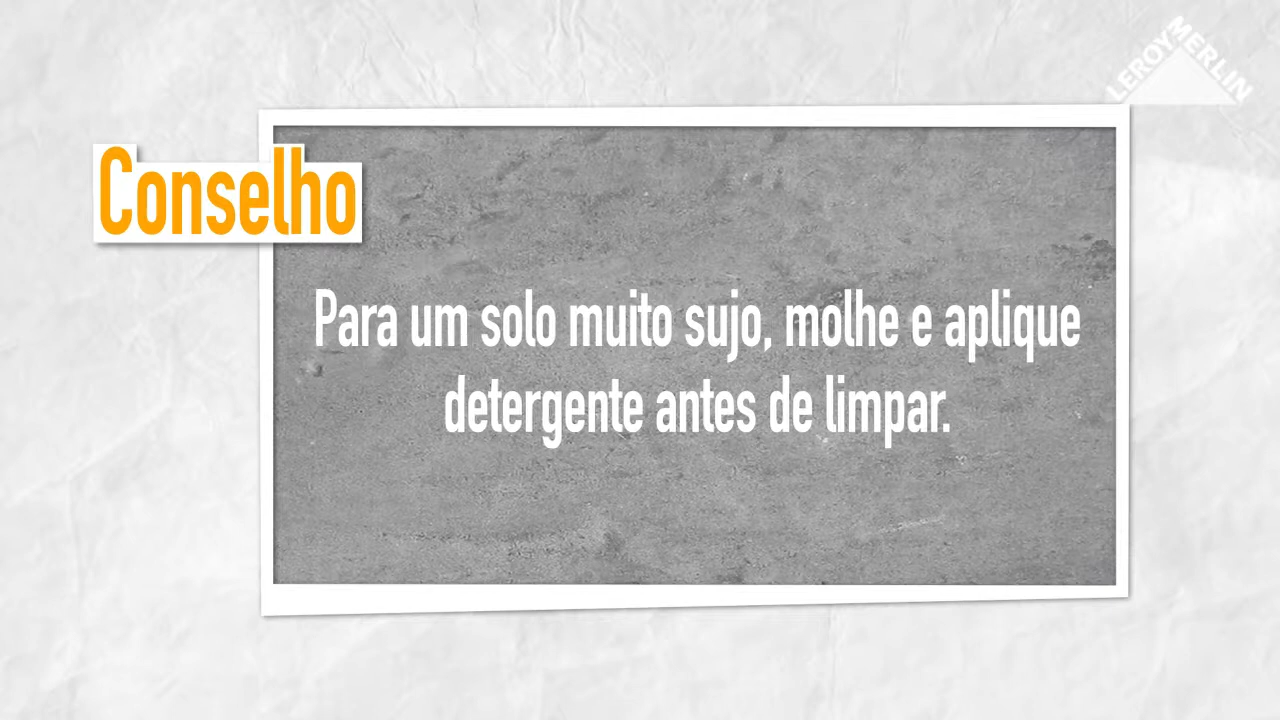 LEROY MERLIN
Conselho
Para um solo muito sujo, molhe e aplique
detergente antes de limpar.